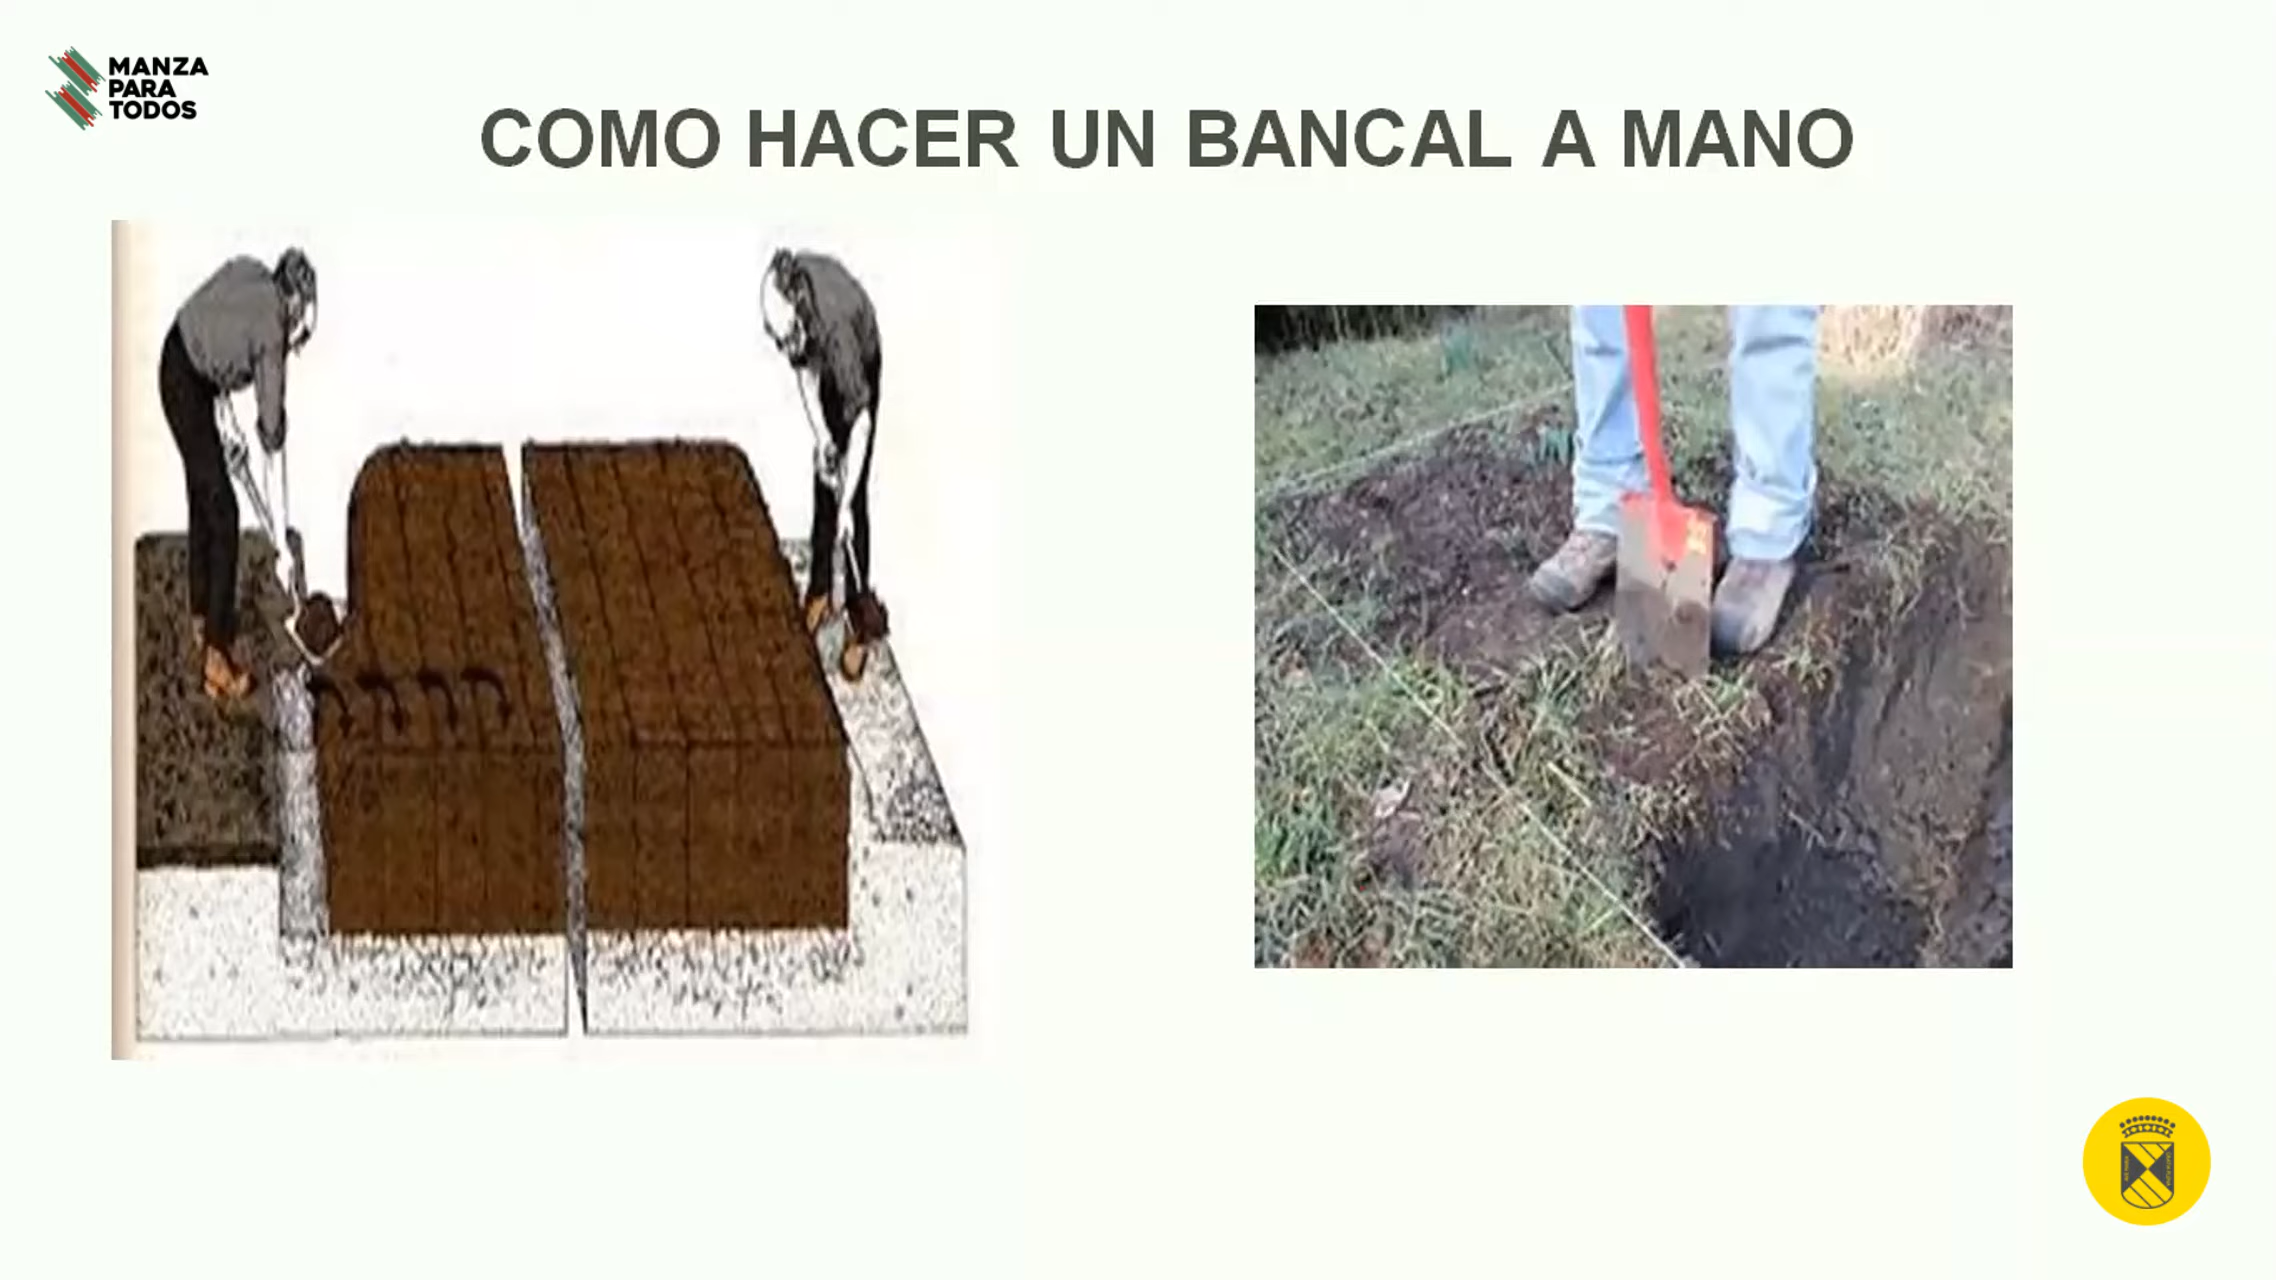 MANZA
PARA
TODOS
COMO HACER UN BANCAL A MANO